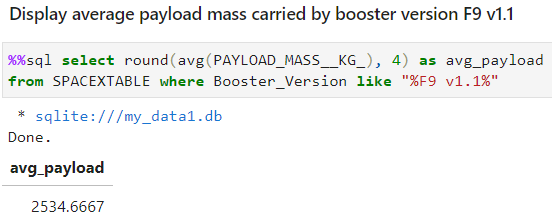 Display average payload mass carried by booster version F9 v1.1
%%sql select round(avg(PAYLOAD_MASS__KG_), 4) as avg_payload
from SPACEXTABLE where Booster_Version like "%F9 v1.1%"
* sqlite:///my_data1.db
Done.
avg_payload
2534.6667